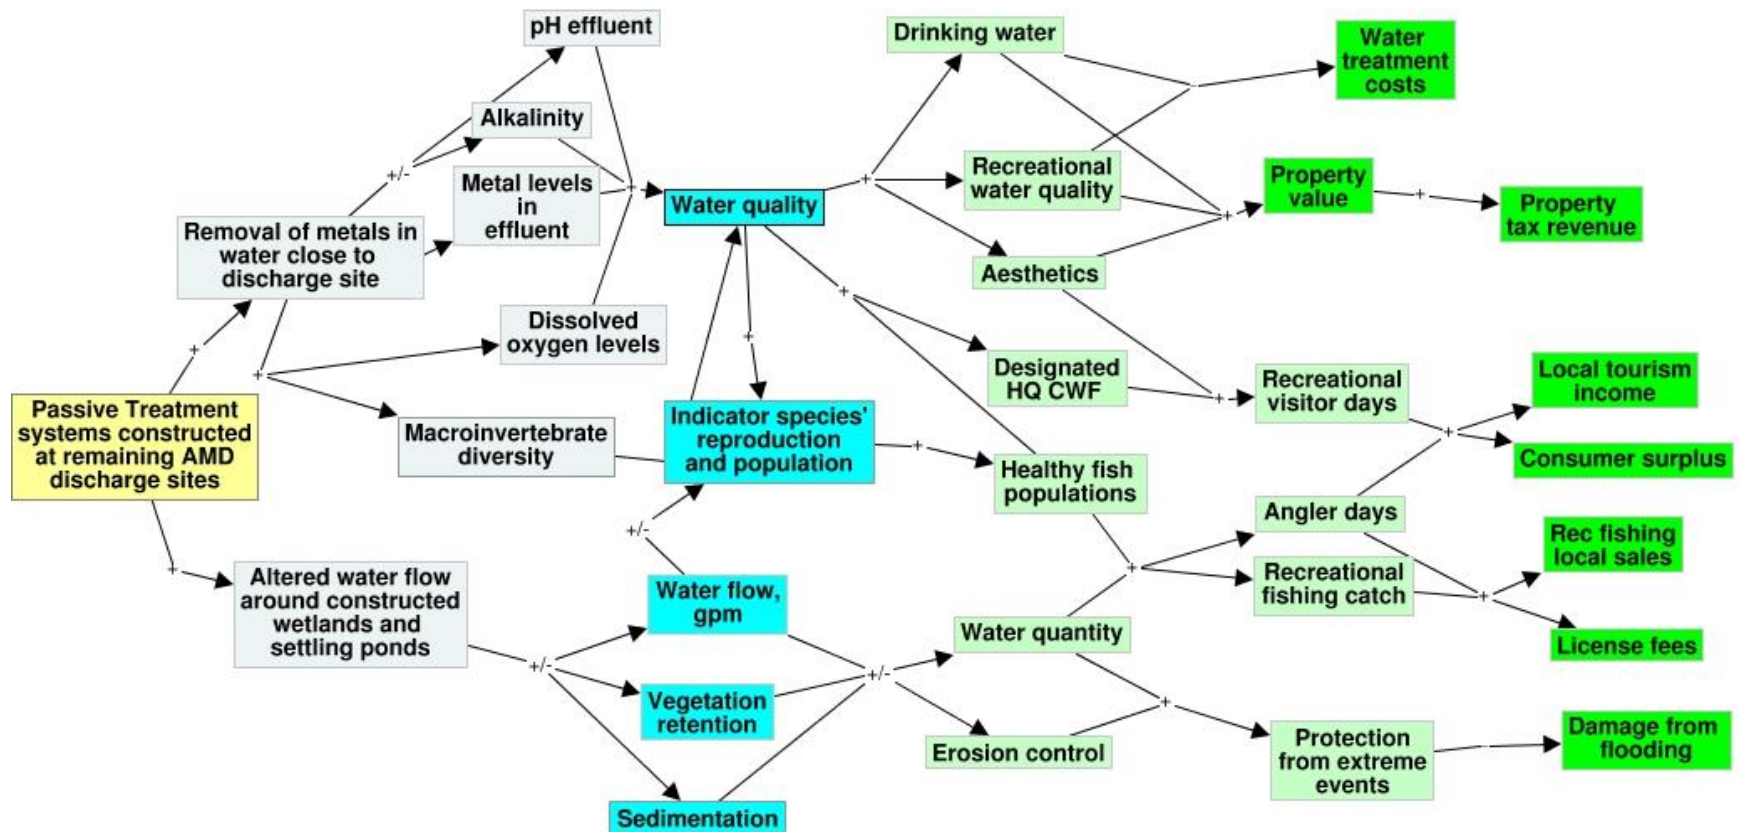 pH effluent
Alkalinity
+/-
Metal levels
in
effluent
Removal of metals in
water close to
discharge site
+
+
Dissolved
oxygen levels
Passive Treatment
systems constructed
at remaining AMD
discharge sites
Macroinvertebrate
diversity
+
Altered water flow
around constructed
wetlands and
settling ponds
+
Water quality
+
Indicator species'
reproduction
and population
+/-
Water flow,
gpm
+/-
Vegetation
retention
Sedimentation
+
+
+
+/-
Drinking water
Recreational
water quality
Aesthetics
Designated
HQ CWF
Healthy fish
populations
Water quantity
Erosion control
-
+
+
+
+
Water
treatment
costs
Property
value
+
Property
tax revenue
Recreational
visitor days
+
Local tourism
income
Consumer surplus
Angler days
Recreational
fishing catch
+
Rec fishing
local sales
License fees
Protection
from extreme
events
-
Damage from
flooding